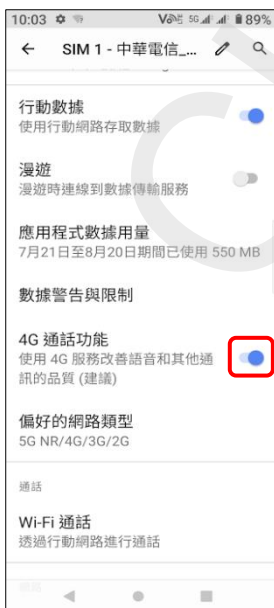 10:03 5G 89%
SIM 1 - 中華電信_...
行動數據
使用行動網路存取數據
漫遊
漫遊時連線到數據傳輸服務
應用程式數據用量
7月21日至8月20日期間已使用 550 MB
數據警告與限制
4G 通話功能
使用 4G 服務改善語音和其他通
訊的品質 (建議)
偏好的網路類型
5G NR/4G/3G/2G
通話
Wi-Fi 通話
透過行動網路進行通話